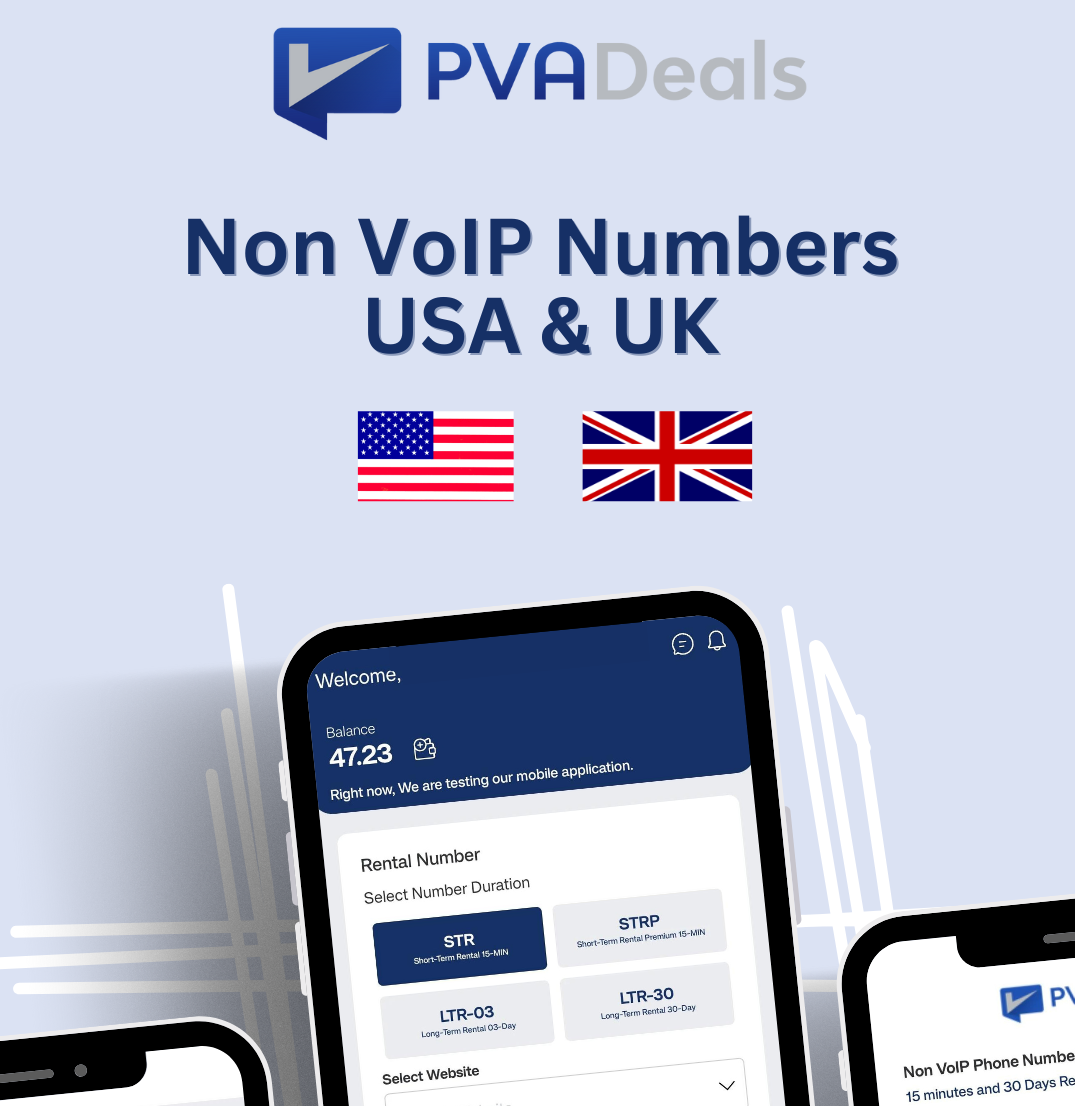 PVADeals
Non VoIP Numbers
USA & UK
Welcome,
Balance
47.23
Right now, We are testing our mobile application.
Rental Number
Select Number Duration
STR
Short-Term Rental 15-MIN
STRP
Short-Term Rental Premium 15-MIN
LTR-03
Long-Term Rental 03-Day
LTR-30
Long-Term Rental 30-Day
Select Website
PV
Non VoIP Phone Numbe
15 minutes and 30 Days Re